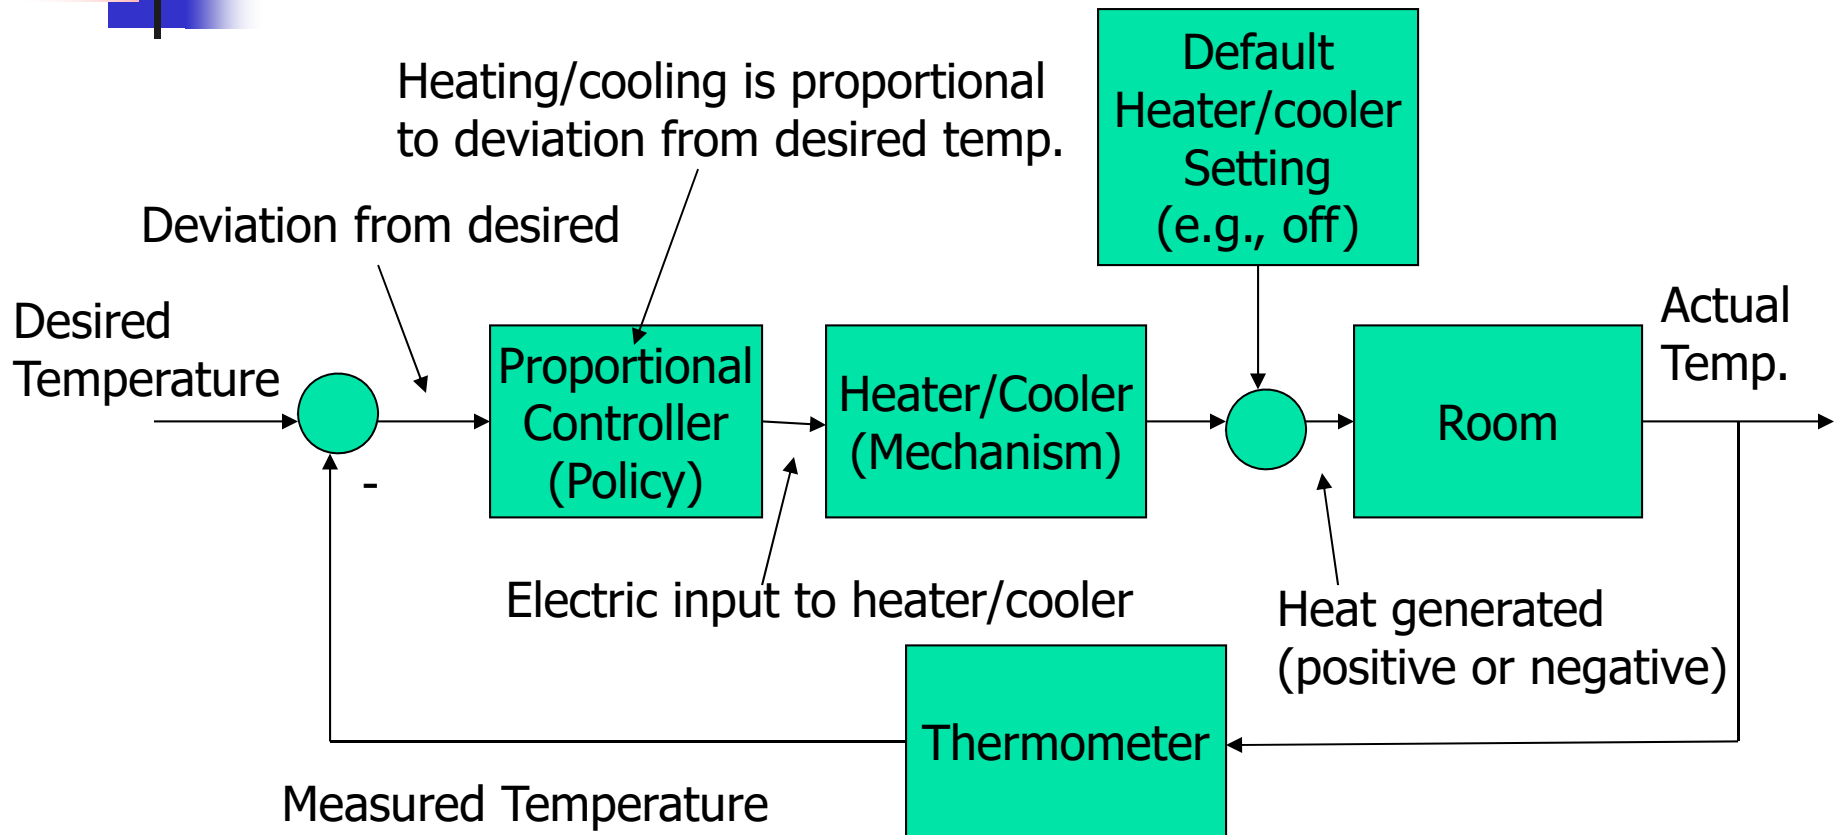 Heating/cooling is proportional
to deviation from desired temp.
Default
Heater/cooler
Setting
(e.g., off)
Deviation from desired
Desired
Temperature
Proportional
Controller
(Policy)
Heater/Cooler
(Mechanism)
Room
Actual
Temp.
-
Electric input to heater/cooler
Heat generated
(positive or negative)
Thermometer
Measured Temperature